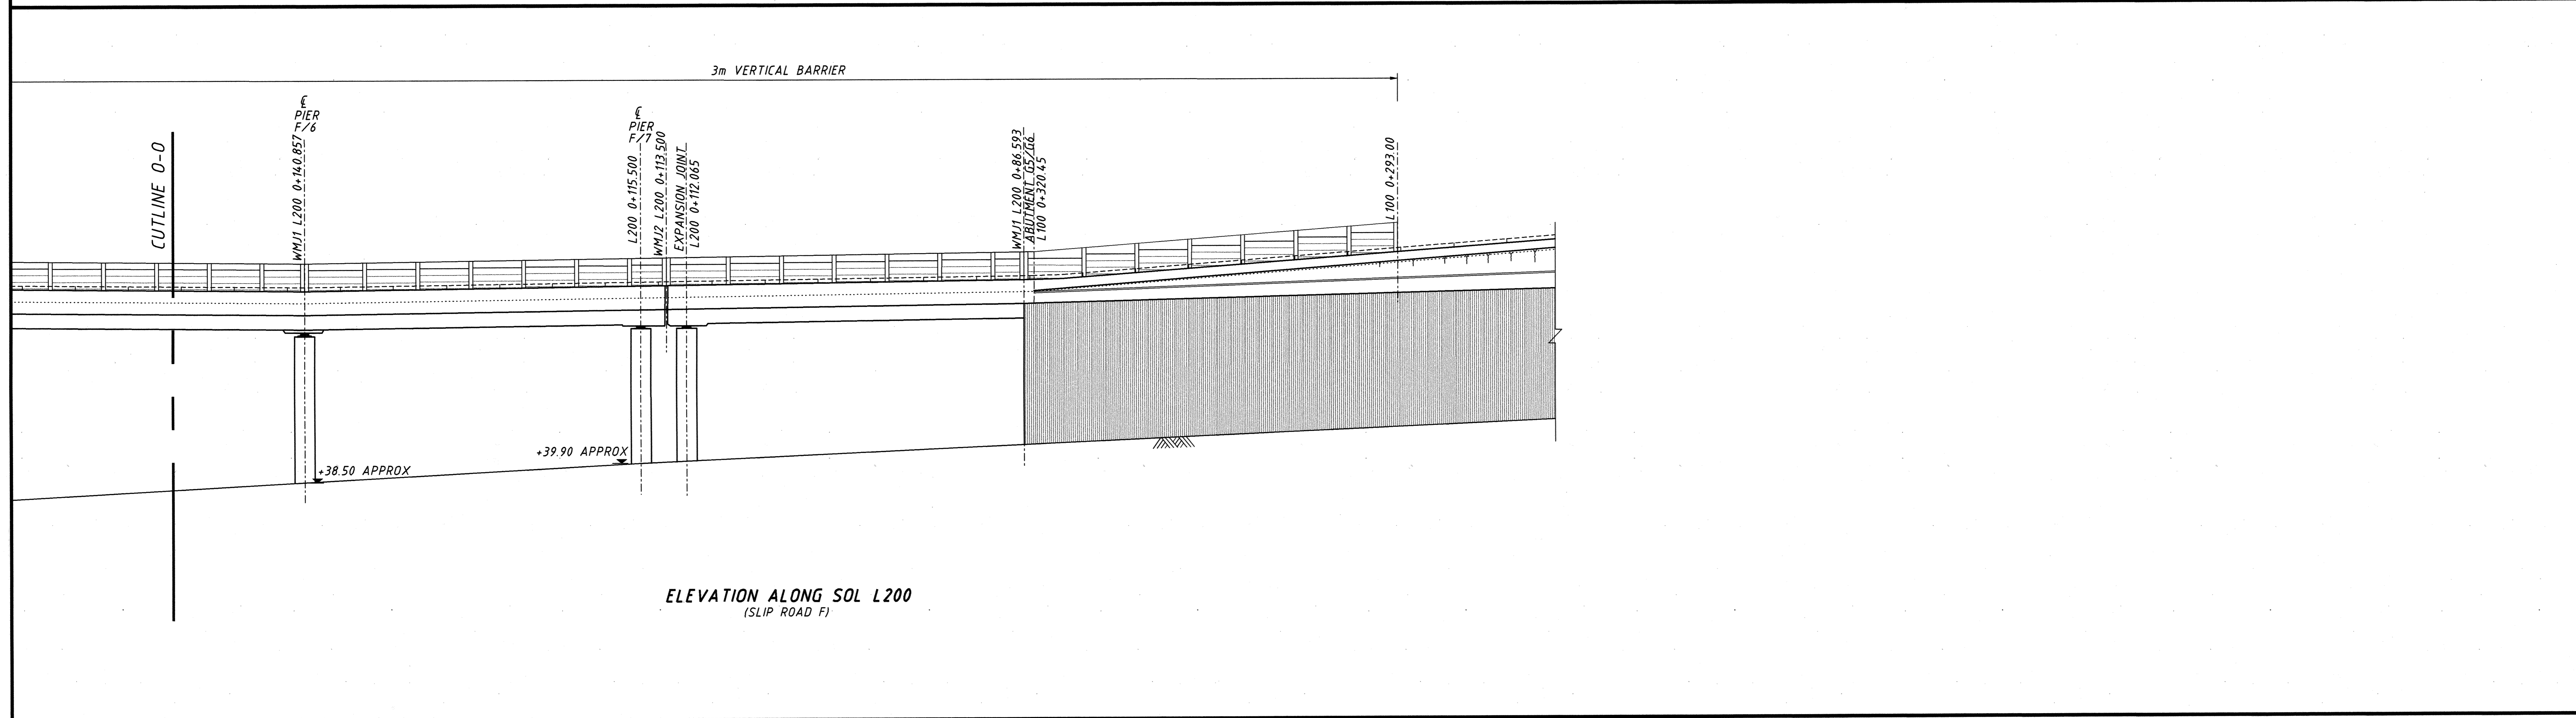 3m VERTICAL BARRIER
CUTLINE O-O
℄
PIER
F/6
WMJ1 L200 0+140.857
℄
PIER
F/7
L200 0+115.500
WMJ2 L200 0+113.500
EXPANSION JOINT
L200 0+112.065
WMJ1 L200 0+86.593
ABUTMENT G5/G6
L100 0+320.45
L100 0+293.00
+39.90 APPROX
+38.50 APPROX
ELEVATION ALONG SOL L200
(SLIP ROAD F)